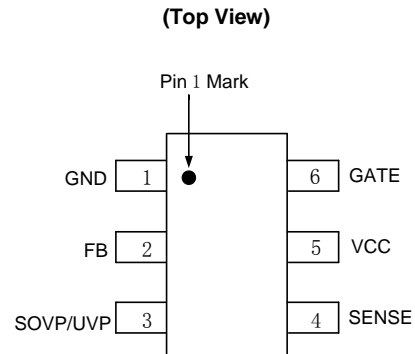 (Top View)
Pin 1 Mark
GND 1 6 GATE
FB 2 5 VCC
SOVP/UVP 3 4 SENSE